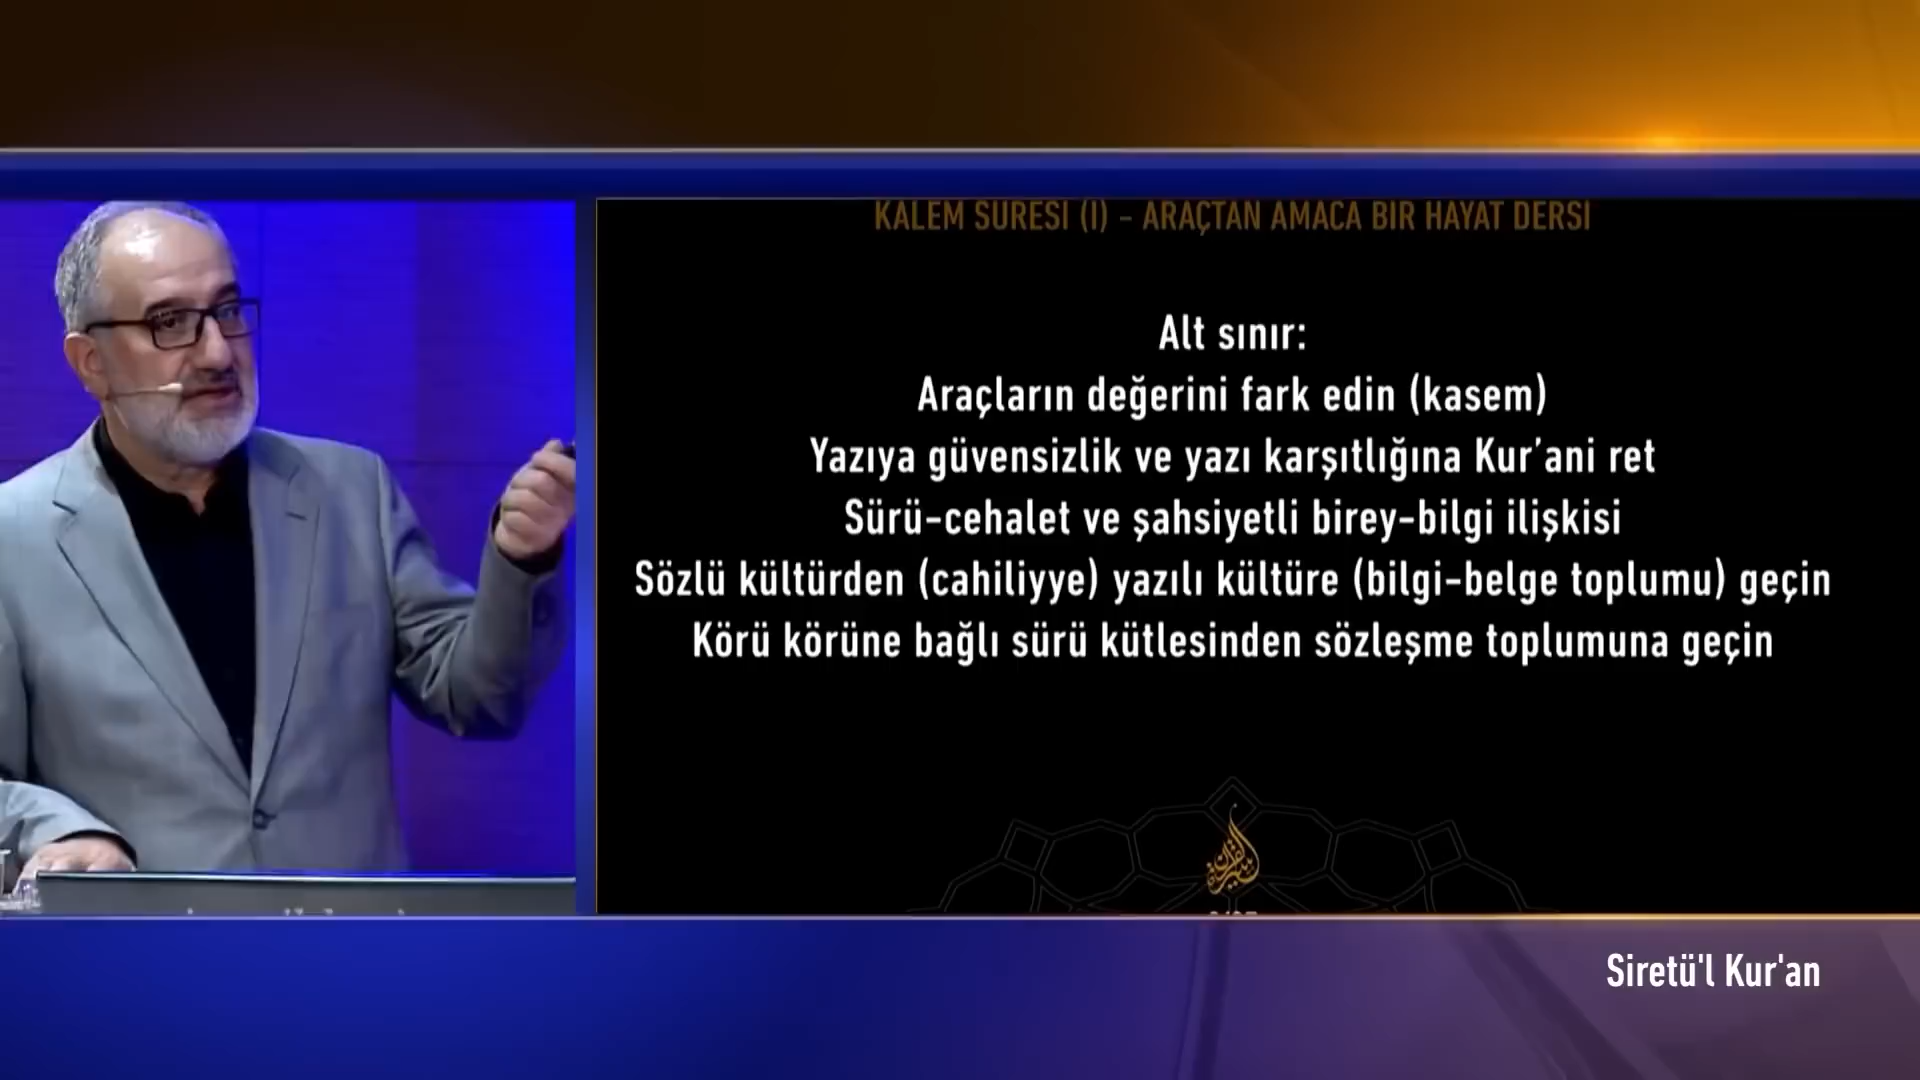 KALEM SURESİ (I) - ARAÇTAN AMACA BİR HAYAT DERSİ
Alt sınır:
Araçların değerini fark edin (kasem)
Yazıya güvensizlik ve yazı karşıtlığına Kur’ani ret
Sürü-cehalet ve şahsiyetli birey-bilgi ilişkisi
Sözlü kültürden (cahiliyye) yazılı kültüre (bilgi-belge toplumu) geçin
Körü körüne bağlı sürü kütlesinden sözleşme toplumuna geçin
Siretü'l Kur'an